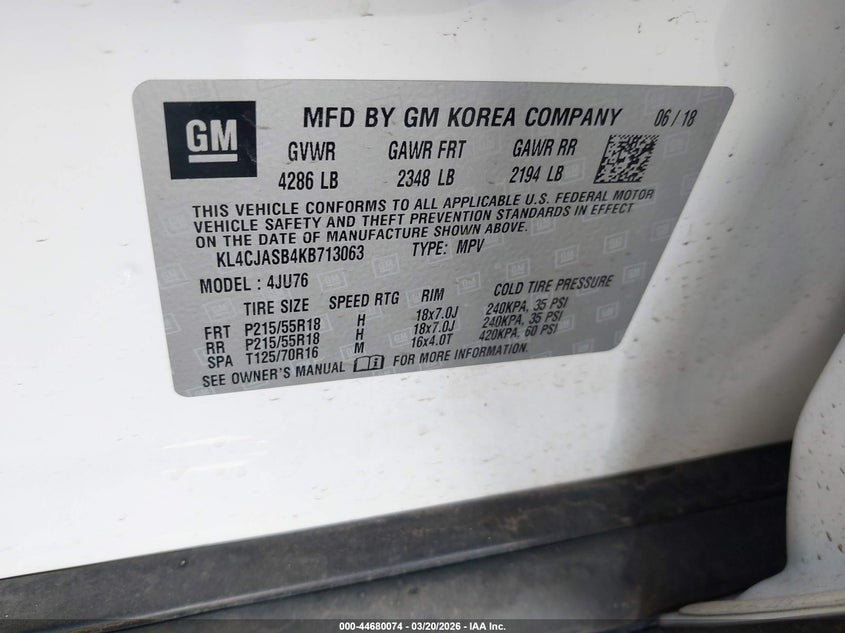 GM
MFD BY GM KOREA COMPANY 06 / 18
GVWR GAWR FRT GAWR RR
4286 LB 2348 LB 2194 LB
THIS VEHICLE CONFORMS TO ALL APPLICABLE U.S. FEDERAL MOTOR
VEHICLE SAFETY AND THEFT PREVENTION STANDARDS IN EFFECT
ON THE DATE OF MANUFACTURE SHOWN ABOVE.
KL4CJASB4KB713063 TYPE: MPV
MODEL : 4JU76
TIRE SIZE SPEED RTG RIM COLD TIRE PRESSURE
FRT P215/55R18 H 18x7.0J 240KPA, 35 PSI
RR P215/55R18 H 18x7.0J 240KPA, 35 PSI
SPA T125/70R16 M 16x4.0T 420KPA, 60 PSI
SEE OWNER'S MANUAL FOR MORE INFORMATION.
000-44680074 | 03/20/2026 - IAA Inc.